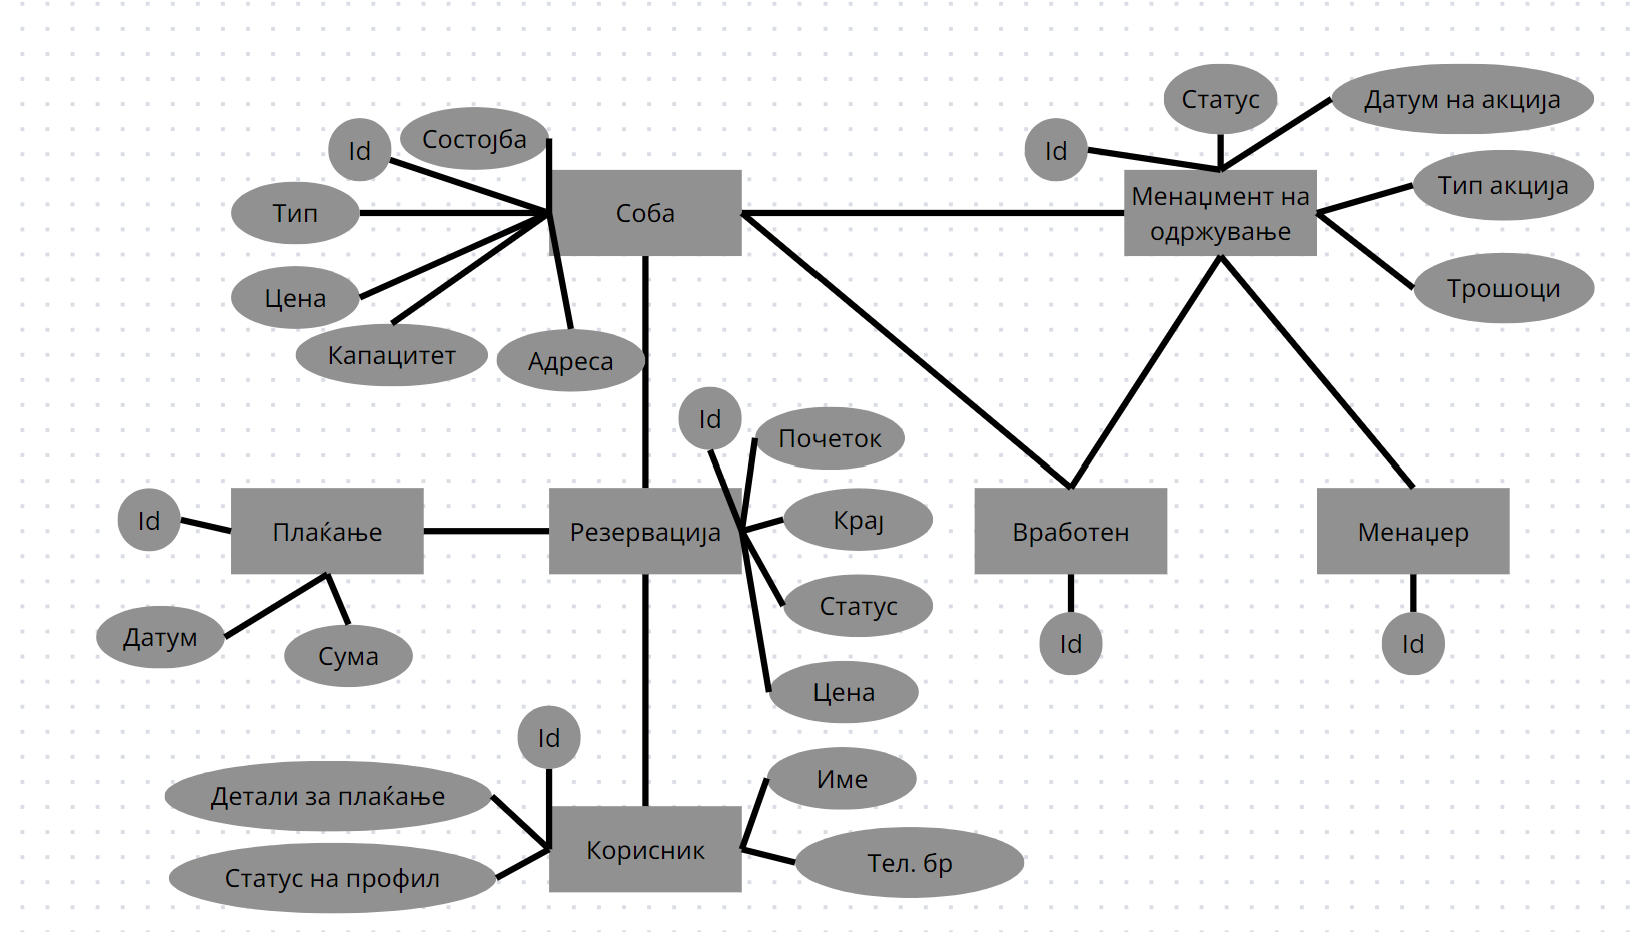 Статус
Датум на акција
Состојба
Id
Id
Тип акција
Тип
Соба
Менаџмент на
одржување
Цена
Трошоци
Капацитет
Адреса
Id
Почеток
Id
Плаќање
Резервација
Крај
Вработен
Менаџер
Статус
Датум
Сума
Id
Id
Цена
Id
Име
Детали за плаќање
Корисник
Тел. бр
Статус на профил